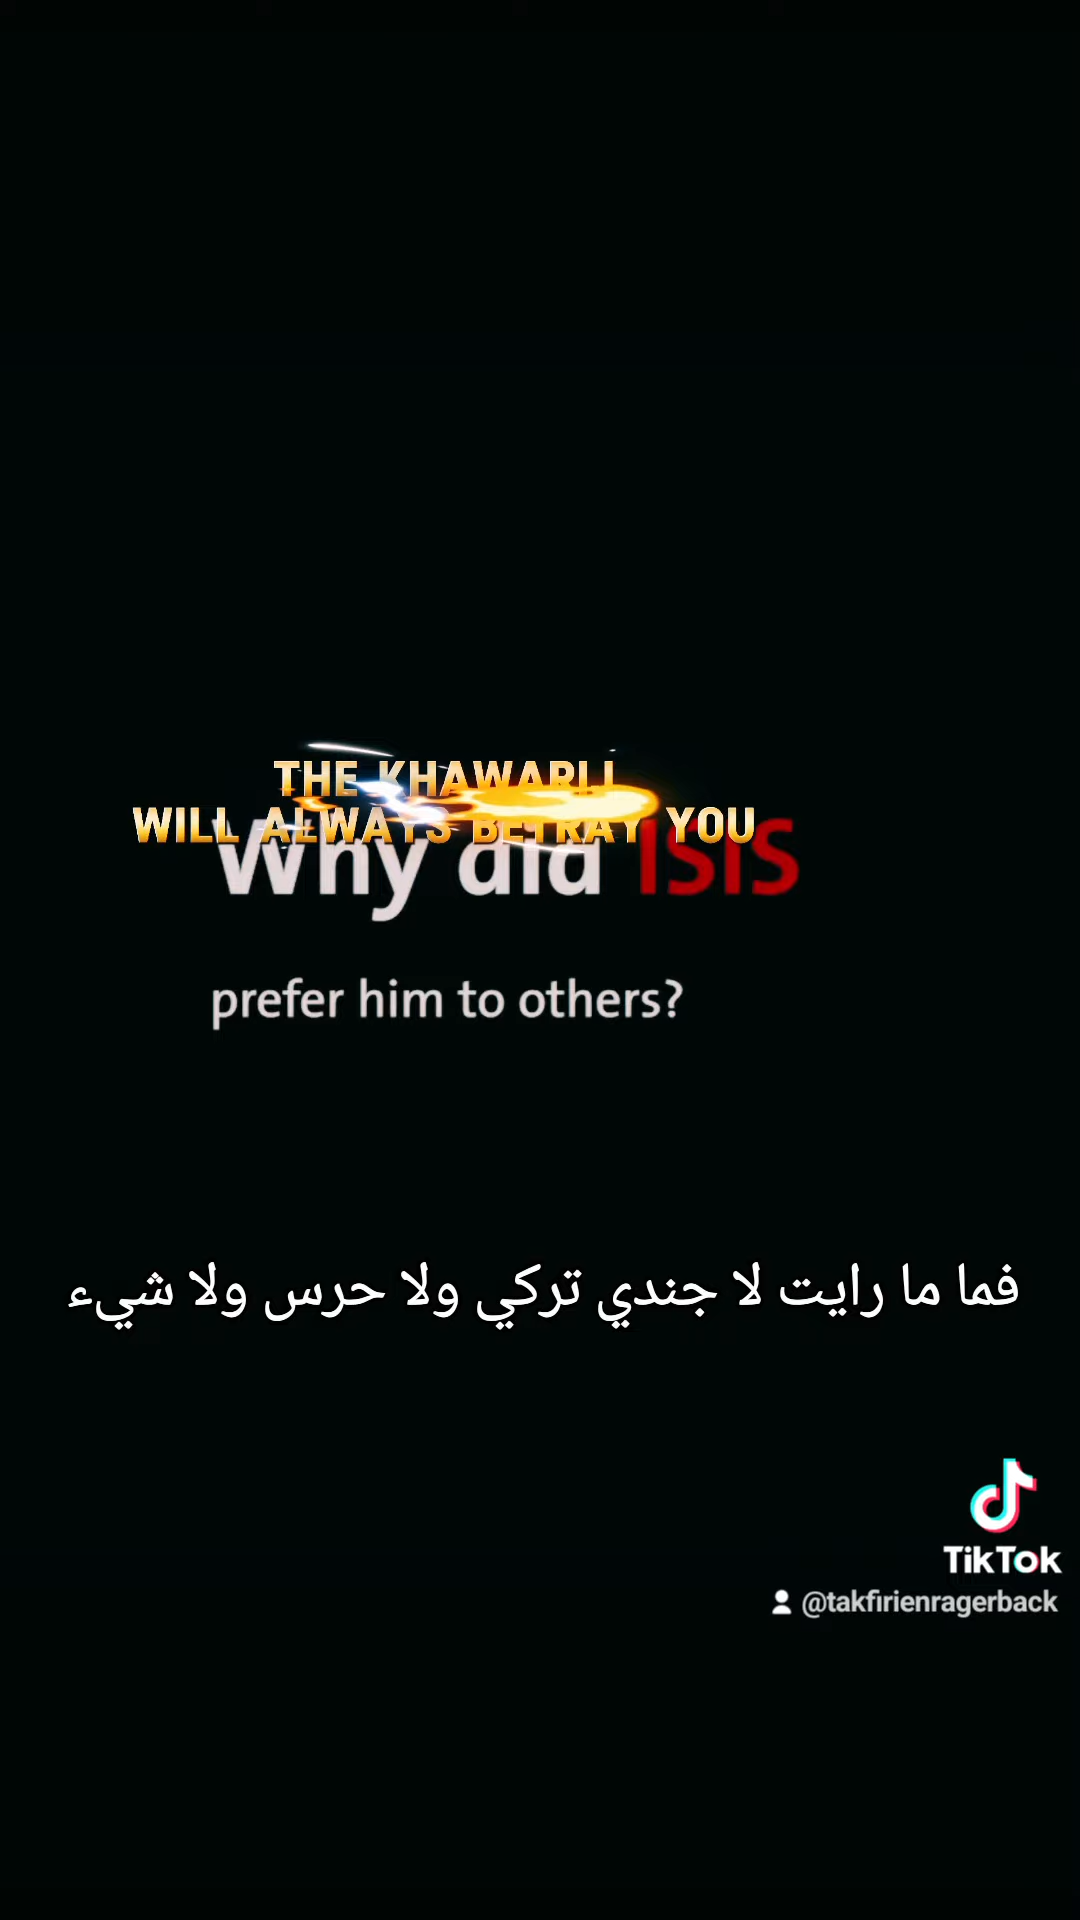 THE KHAWARIJ
WILL ALWAYS BETRAY YOU
Why did ISIS
prefer him to others?
فما ما رايت لا جندي تركي ولا حرس ولا شيء
TikTok
@takfirienragerback